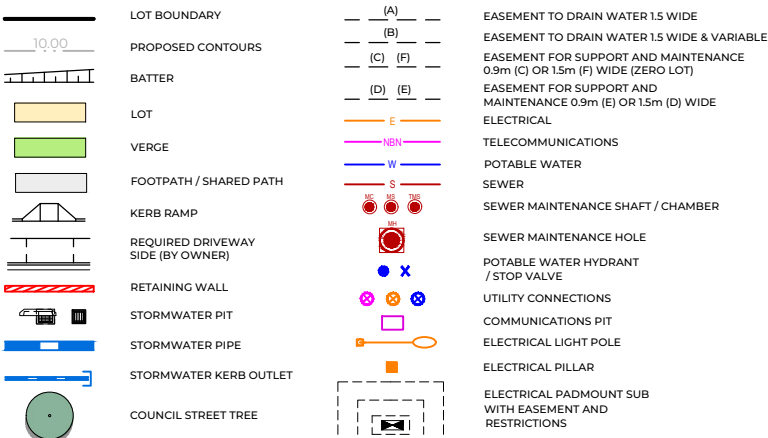 LOT BOUNDARY
10.00
PROPOSED CONTOURS
BATTER
LOT
VERGE
FOOTPATH / SHARED PATH
KERB RAMP
REQUIRED DRIVEWAY
SIDE (BY OWNER)
RETAINING WALL
STORMWATER PIT
STORMWATER PIPE
STORMWATER KERB OUTLET
COUNCIL STREET TREE
(A)
EASEMENT TO DRAIN WATER 1.5 WIDE
(B)
EASEMENT TO DRAIN WATER 1.5 WIDE & VARIABLE
(C) (F)
EASEMENT FOR SUPPORT AND MAINTENANCE
0.9m (C) OR 1.5m (F) WIDE (ZERO LOT)
(D) (E)
EASEMENT FOR SUPPORT AND
MAINTENANCE 0.9m (E) OR 1.5m (D) WIDE
E
ELECTRICAL
NBN
TELECOMMUNICATIONS
W
POTABLE WATER
S
SEWER
MC MS TMS
SEWER MAINTENANCE SHAFT / CHAMBER
MH
SEWER MAINTENANCE HOLE
POTABLE WATER HYDRANT
/ STOP VALVE
UTILITY CONNECTIONS
COMMUNICATIONS PIT
ELECTRICAL LIGHT POLE
ELECTRICAL PILLAR
ELECTRICAL PADMOUNT SUB
WITH EASEMENT AND
RESTRICTIONS